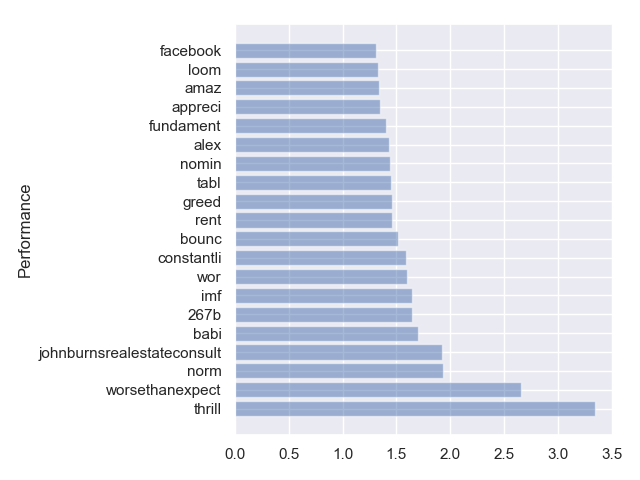 facebook
loom
amaz
appreci
fundament
alex
nomin
tabl
greed
rent
bounc
constantli
wor
imf
267b
babi
johnburnsrealestateconsult
norm
worsethanexpect
thrill
Performance
0.0 0.5 1.0 1.5 2.0 2.5 3.0 3.5